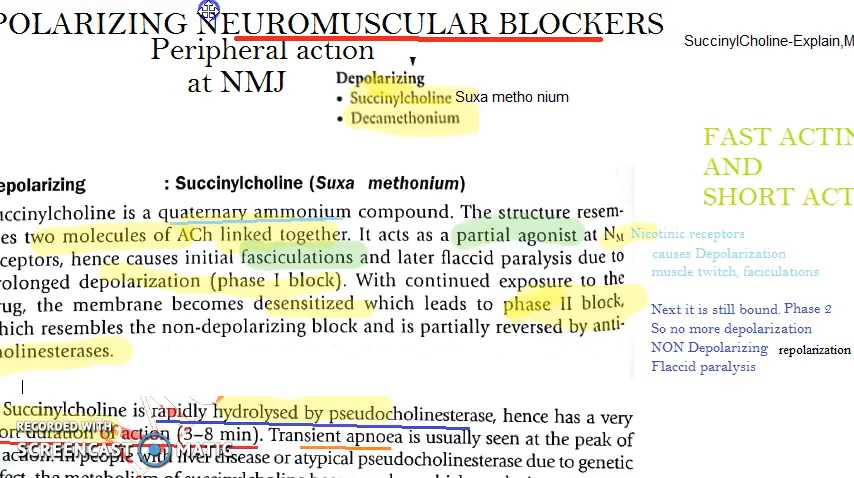 POLARIZING NEUROMUSCULAR BLOCKERS
Peripheral action
at NMJ
SuccinylCholine-Explain,M
Depolarizing
• Succinylcholine Suxa metho nium
• Decamethonium
FAST ACTIN
AND
SHORT ACT
epolarizing : Succinylcholine (Suxa methonium)
uccinylcholine is a quaternary ammonium compound. The structure resem-
es two molecules of ACh linked together. It acts as a partial agonist at NM
eceptors, hence causes initial fasciculations and later flaccid paralysis due to
rolonged depolarization (phase I block). With continued exposure to the
rug, the membrane becomes desensitized which leads to phase II block,
hich resembles the non-depolarizing block and is partially reversed by anti-
holinesterases.
Nicotinic receptors
causes Depolarization
muscle twitch, faciculations
Next it is still bound. Phase 2
So no more depolarization
NON Depolarizing repolarization
Flaccid paralysis
Succinylcholine is rapidly hydrolysed by pseudocholinesterase, hence has a very
ort duration of action (3–8 min). Transient apnoea is usually seen at the peak of
action. In people with liver disease or atypical pseudocholinesterase due to genetic
RECORDED WITH
SCREENCAST MATIC